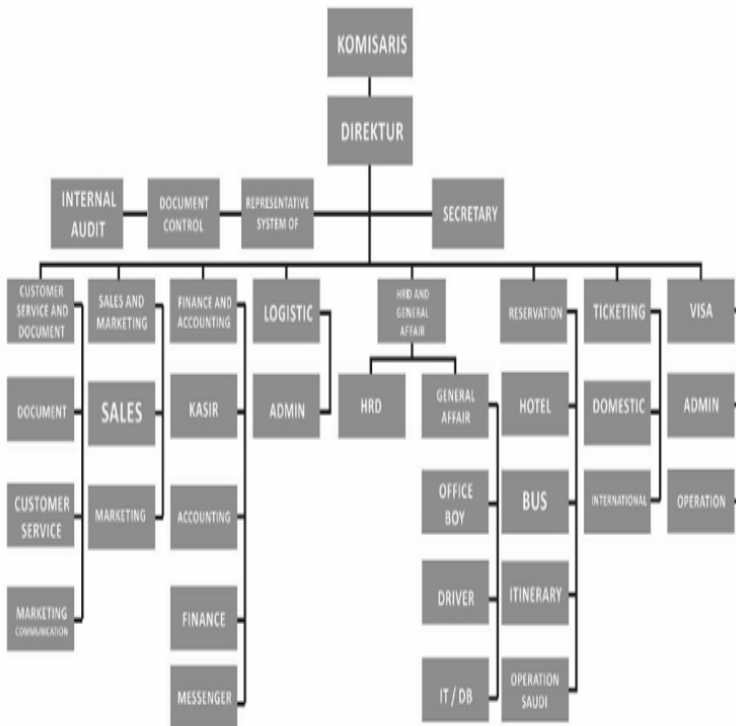 KOMISARIS
DIREKTUR
INTERNAL
AUDIT
DOCUMENT
CONTROL
REPRESENTATIVE
SYSTEM OF
SECRETARY
CUSTOMER
SERVICE AND
DOCUMENT
SALES AND
MARKETING
FINANCE AND
ACCOUNTING
LOGISTIC
HRD AND
GENERAL
AFFAIR
RESERVATION
TICKETING
VISA
DOCUMENT
SALES
KASIR
ADMIN
HRD
GENERAL
AFFAIR
HOTEL
DOMESTIC
ADMIN
CUSTOMER
SERVICE
MARKETING
ACCOUNTING
OFFICE
BOY
BUS
INTERNATIONAL
OPERATION
MARKETING
COMMUNICATION
FINANCE
DRIVER
ITINERARY
MESSENGER
IT / DB
OPERATION
SAUDI